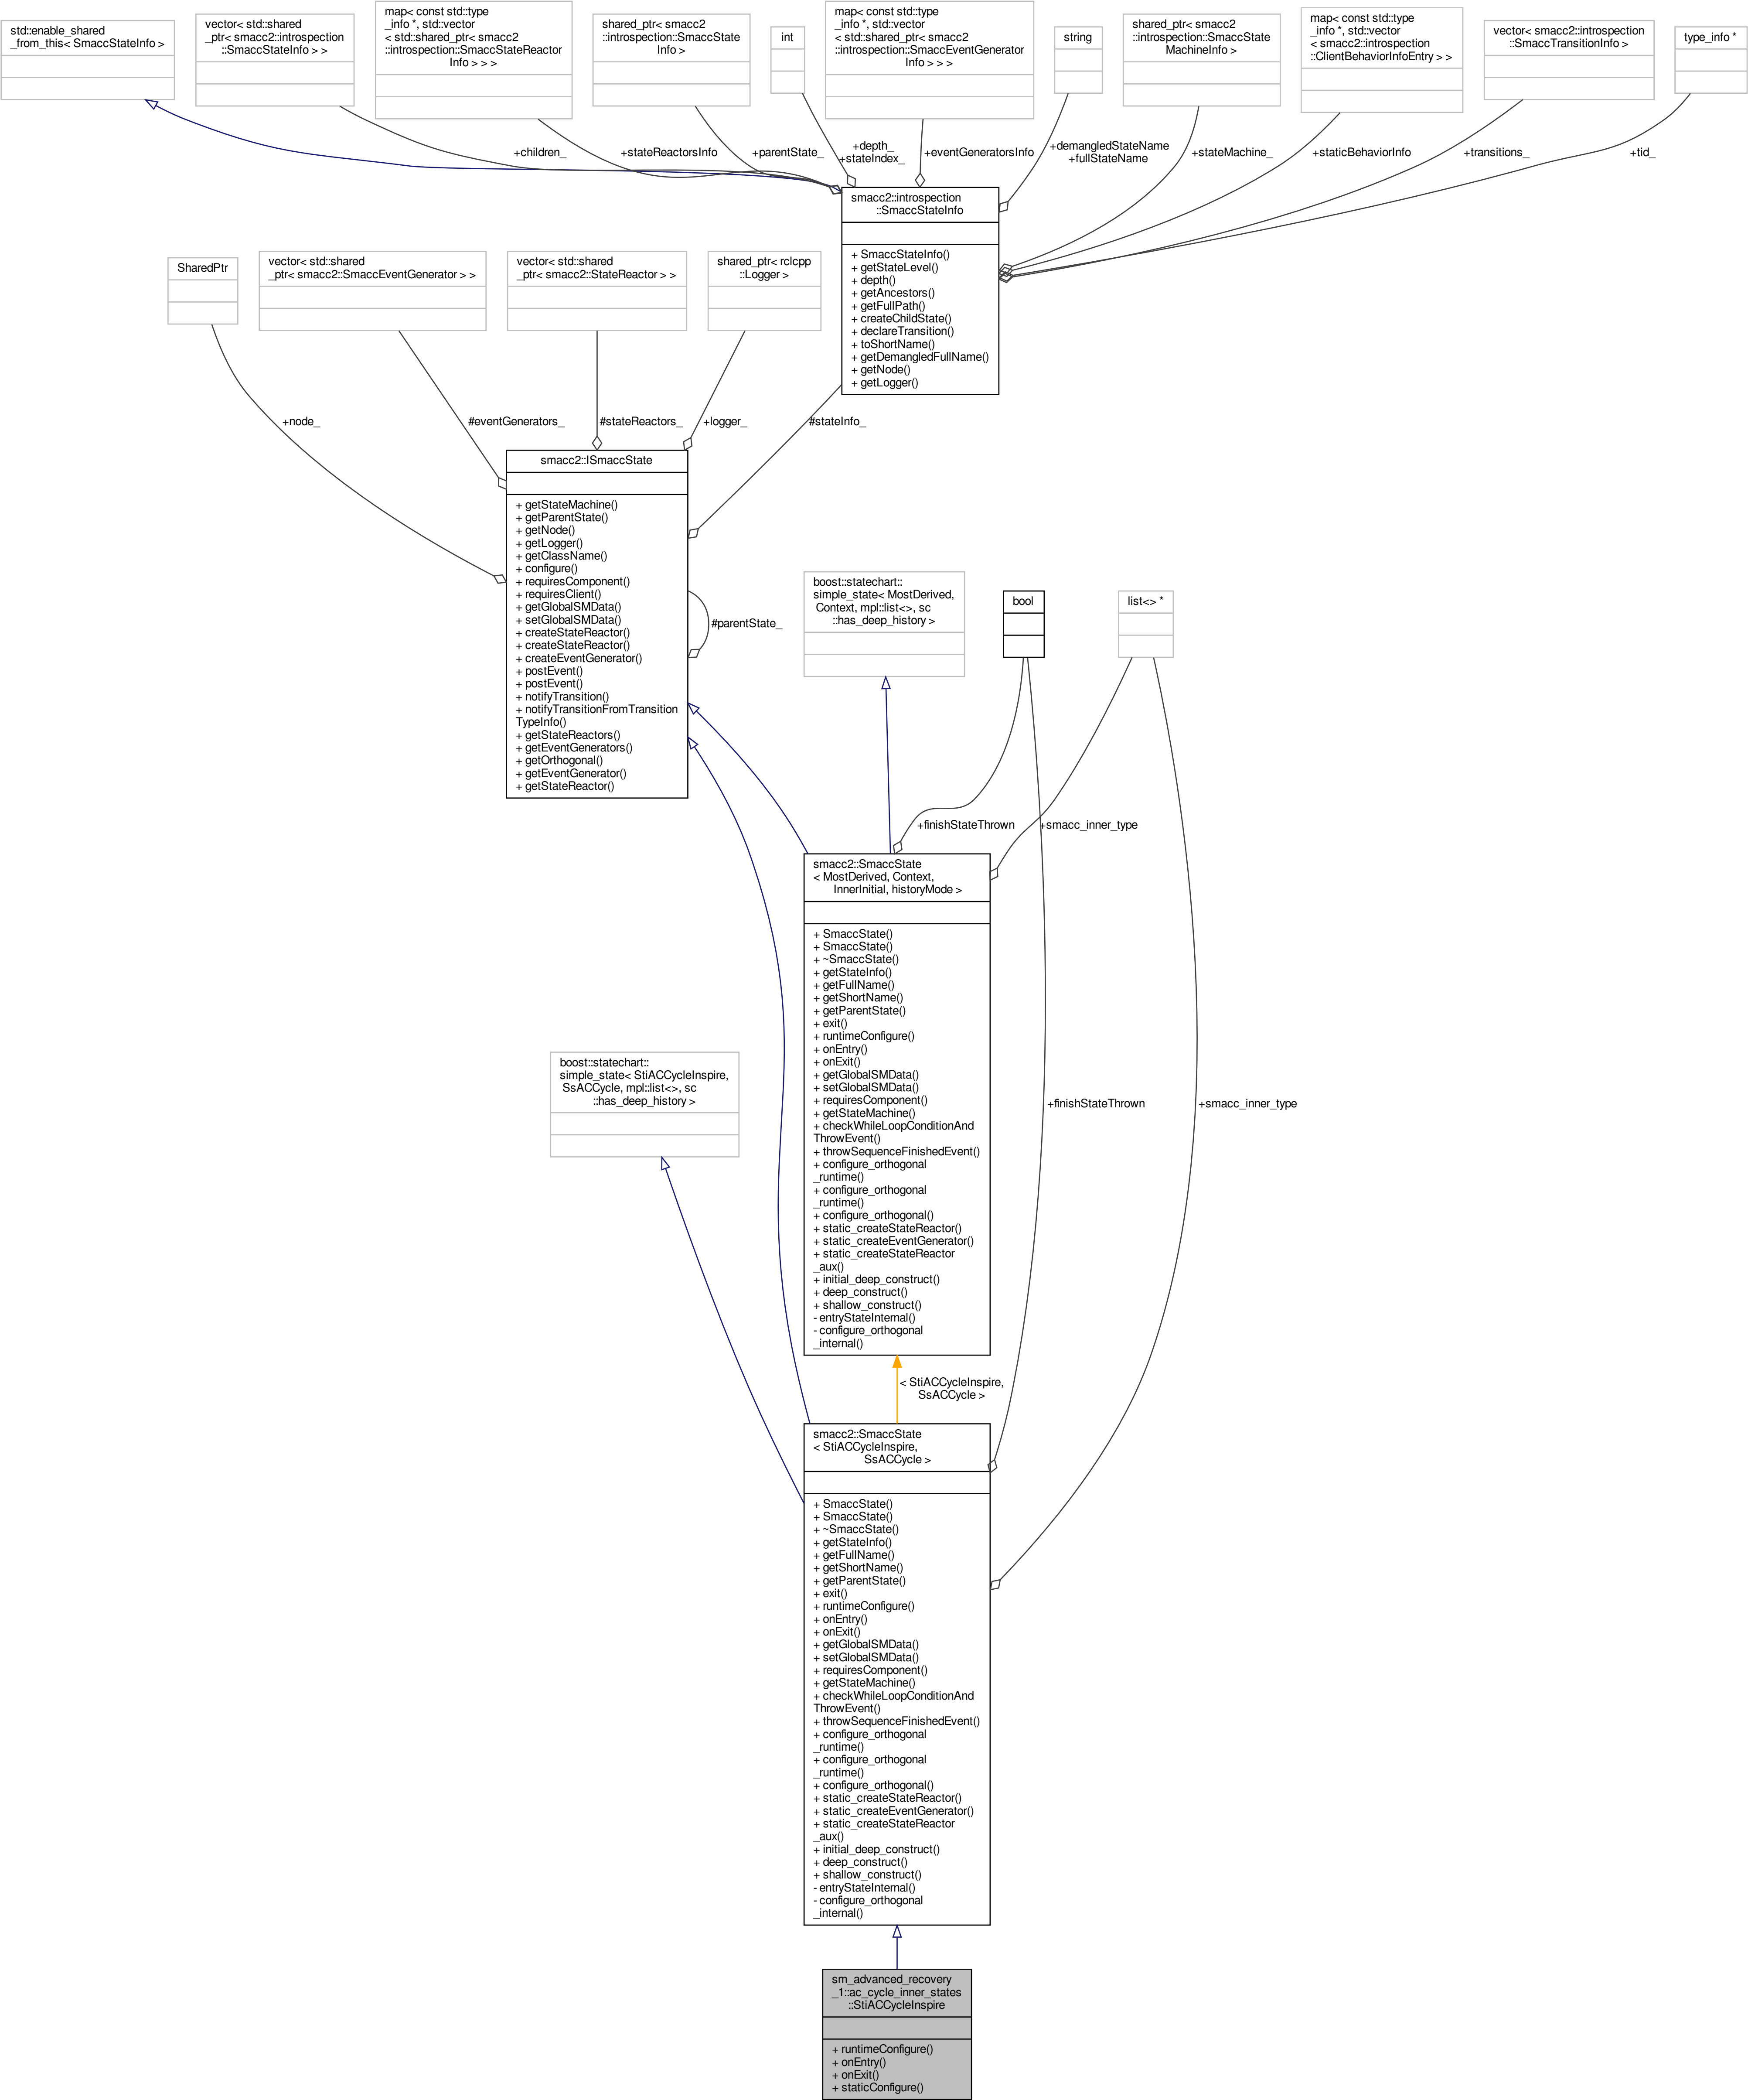 std::enable_shared
_from_this< SmaccStateInfo >
vector< std::shared
_ptr< smacc2::introspection
::SmaccStateInfo > >
map< const std::type
_info *, std::vector
< std::shared_ptr< smacc2
::introspection::SmaccStateReactor
Info > > >
shared_ptr< smacc2
::introspection::SmaccState
Info >
int
map< const std::type
_info *, std::vector
< std::shared_ptr< smacc2
::introspection::SmaccEventGenerator
Info > > >
string
shared_ptr< smacc2
::introspection::SmaccState
MachineInfo >
map< const std::type
_info *, std::vector
< smacc2::introspection
::ClientBehaviorInfoEntry > >
vector< smacc2::introspection
::SmaccTransitionInfo >
type_info *
+children_
+stateReactorsInfo
+parentState_
+depth_
+stateIndex_
+eventGeneratorsInfo
+demangledStateName
+fullStateName
+stateMachine_
+staticBehaviorInfo
+transitions_
+tid_
smacc2::introspection
::SmaccStateInfo
+ SmaccStateInfo()
+ getStateLevel()
+ depth()
+ getAncestors()
+ getFullPath()
+ createChildState()
+ declareTransition()
+ toShortName()
+ getDemangledFullName()
+ getNode()
+ getLogger()
SharedPtr
vector< std::shared
_ptr< smacc2::SmaccEventGenerator > >
vector< std::shared
_ptr< smacc2::StateReactor > >
shared_ptr< rclcpp
::Logger >
+node_
#eventGenerators_
#stateReactors_
+logger_
#stateInfo_
smacc2::ISmaccState
+ getStateMachine()
+ getParentState()
+ getNode()
+ getLogger()
+ getClassName()
+ configure()
+ requiresComponent()
+ requiresClient()
+ getGlobalSMData()
+ setGlobalSMData()
+ createStateReactor()
+ createStateReactor()
+ createEventGenerator()
+ postEvent()
+ postEvent()
+ notifyTransition()
+ notifyTransitionFromTransition
TypeInfo()
+ getStateReactors()
+ getEventGenerators()
+ getOrthogonal()
+ getEventGenerator()
+ getStateReactor()
#parentState_
boost::statechart::
simple_state< MostDerived,
Context, mpl::list<>, sc
::has_deep_history >
bool
list<> *
+finishStateThrown
+smacc_inner_type
smacc2::SmaccState
< MostDerived, Context,
InnerInitial, historyMode >
+ SmaccState()
+ SmaccState()
+ ~SmaccState()
+ getStateInfo()
+ getFullName()
+ getShortName()
+ getParentState()
+ exit()
+ runtimeConfigure()
+ onEntry()
+ onExit()
+ getGlobalSMData()
+ setGlobalSMData()
+ requiresComponent()
+ getStateMachine()
+ checkWhileLoopConditionAnd
ThrowEvent()
+ throwSequenceFinishedEvent()
+ configure_orthogonal
_runtime()
+ configure_orthogonal
_runtime()
+ configure_orthogonal()
+ static_createStateReactor()
+ static_createEventGenerator()
+ static_createStateReactor
_aux()
+ initial_deep_construct()
+ deep_construct()
+ shallow_construct()
- entryStateInternal()
- configure_orthogonal
_internal()
boost::statechart::
simple_state< StiACCycleInspire,
SsACCycle, mpl::list<>, sc
::has_deep_history >
+finishStateThrown
+smacc_inner_type
< StiACCycleInspire,
SsACCycle >
smacc2::SmaccState
< StiACCycleInspire,
SsACCycle >
+ SmaccState()
+ SmaccState()
+ ~SmaccState()
+ getStateInfo()
+ getFullName()
+ getShortName()
+ getParentState()
+ exit()
+ runtimeConfigure()
+ onEntry()
+ onExit()
+ getGlobalSMData()
+ setGlobalSMData()
+ requiresComponent()
+ getStateMachine()
+ checkWhileLoopConditionAnd
ThrowEvent()
+ throwSequenceFinishedEvent()
+ configure_orthogonal
_runtime()
+ configure_orthogonal
_runtime()
+ configure_orthogonal()
+ static_createStateReactor()
+ static_createEventGenerator()
+ static_createStateReactor
_aux()
+ initial_deep_construct()
+ deep_construct()
+ shallow_construct()
- entryStateInternal()
- configure_orthogonal
_internal()
sm_advanced_recovery
_1::ac_cycle_inner_states
::StiACCycleInspire
+ runtimeConfigure()
+ onEntry()
+ onExit()
+ staticConfigure()